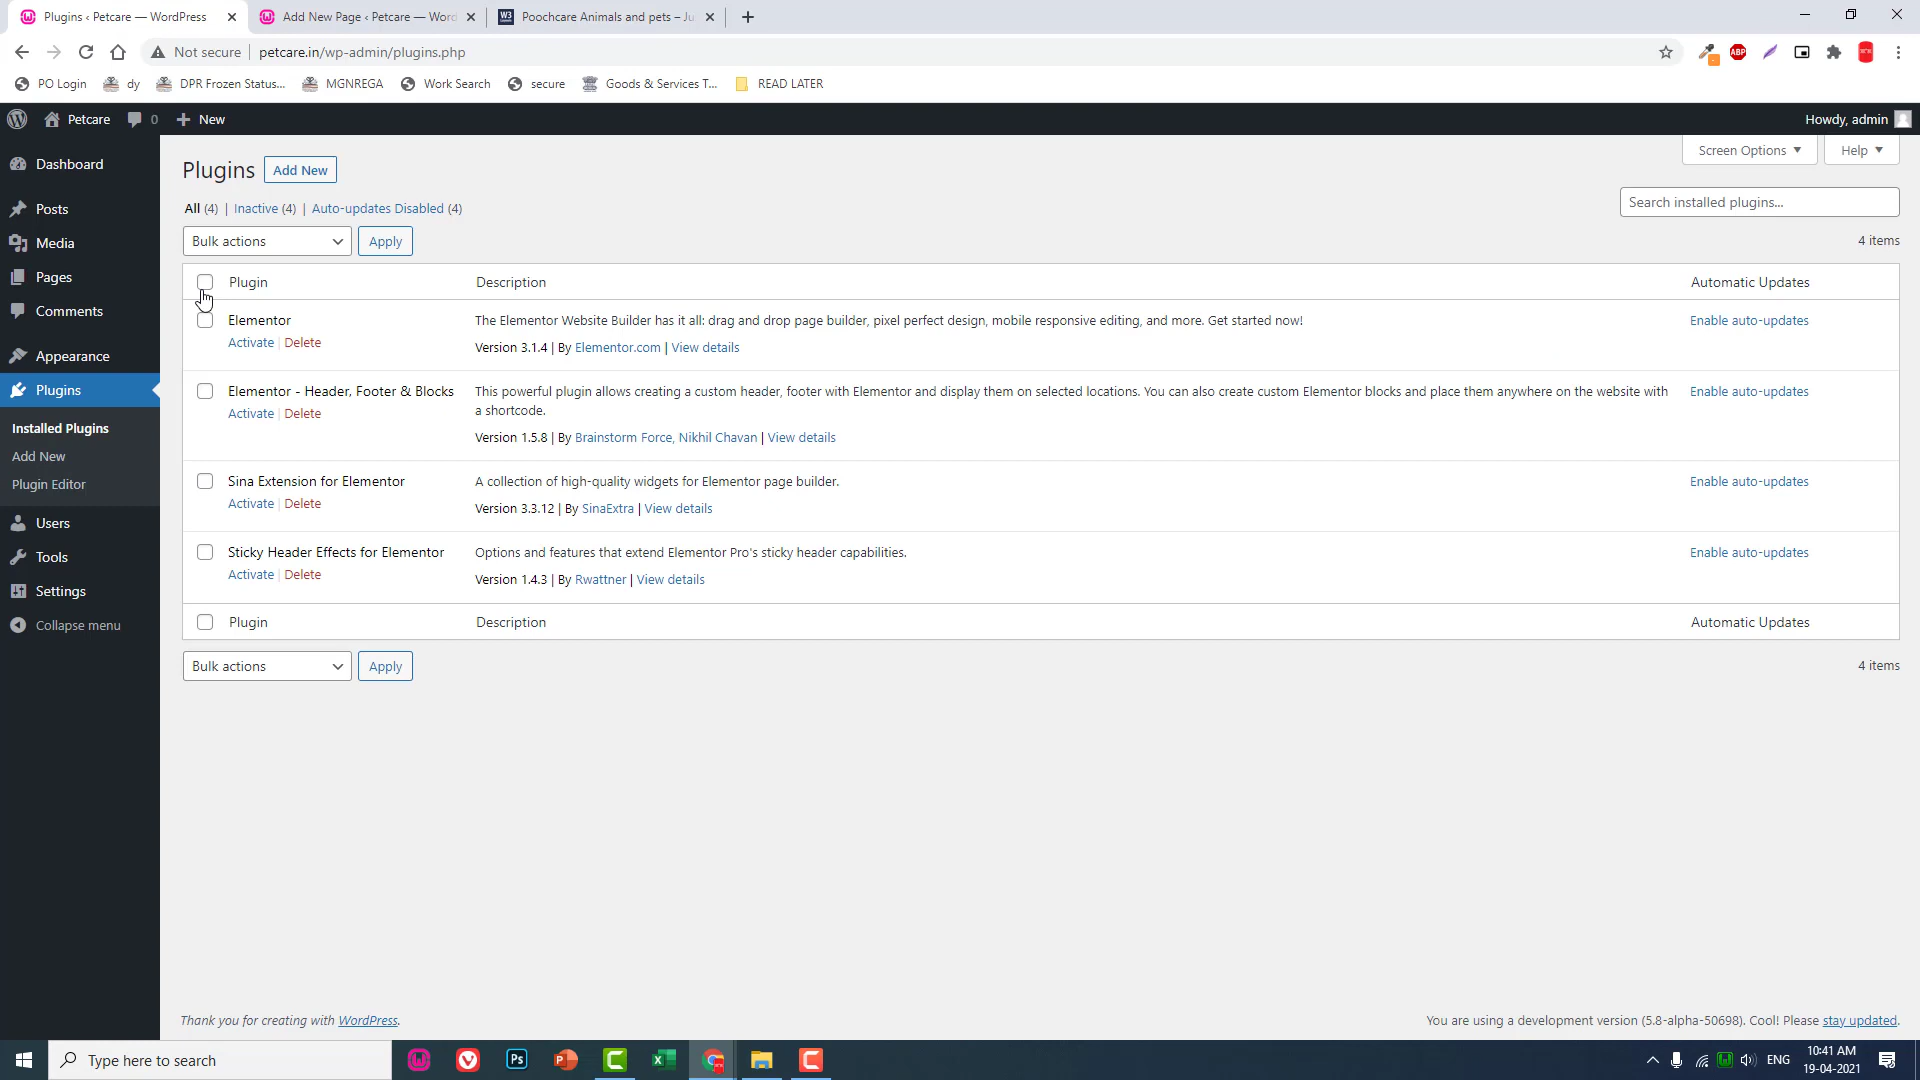 Plugins ‹ Petcare — WordPress
Add New Page ‹ Petcare — Word
Poochcare Animals and pets – Ju
Not secure petcare.in/wp-admin/plugins.php
PO Login dy DPR Frozen Status... MGNREGA Work Search secure Goods & Services T... READ LATER
Petcare 0 New Howdy, admin
Screen Options Help
Dashboard
Posts
Media
Pages
Comments
Appearance
Plugins
Installed Plugins
Add New
Plugin Editor
Users
Tools
Settings
Collapse menu
Plugins Add New
All (4) | Inactive (4) | Auto-updates Disabled (4)
Search installed plugins...
Bulk actions Apply 4 items
Plugin Description Automatic Updates
Elementor The Elementor Website Builder has it all: drag and drop page builder, pixel perfect design, mobile responsive editing, and more. Get started now! Enable auto-updates
Activate | Delete Version 3.1.4 | By Elementor.com | View details
Elementor - Header, Footer & Blocks This powerful plugin allows creating a custom header, footer with Elementor and display them on selected locations. You can also create custom Elementor blocks and place them anywhere on the website with Enable auto-updates
Activate | Delete a shortcode.
Version 1.5.8 | By Brainstorm Force, Nikhil Chavan | View details
Sina Extension for Elementor A collection of high-quality widgets for Elementor page builder. Enable auto-updates
Activate | Delete Version 3.3.12 | By SinaExtra | View details
Sticky Header Effects for Elementor Options and features that extend Elementor Pro's sticky header capabilities. Enable auto-updates
Activate | Delete Version 1.4.3 | By Rwattner | View details
Plugin Description Automatic Updates
Bulk actions Apply 4 items
Thank you for creating with WordPress. You are using a development version (5.8-alpha-50698). Cool! Please stay updated.
Type here to search ENG 10:41 AM
19-04-2021